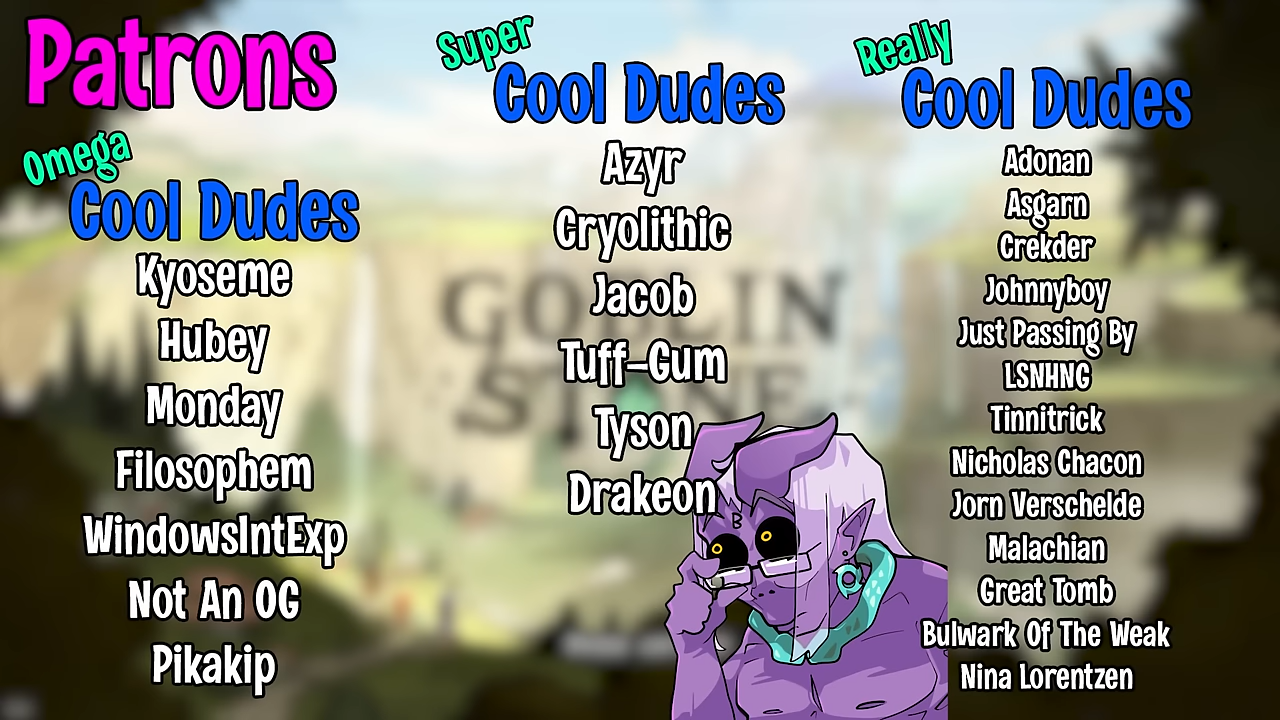 Patrons
Omega
Cool Dudes
Kyoseme
Hubey
Monday
Filosophem
WindowsIntExp
Not An OG
Pikakip
Super
Cool Dudes
Azyr
Cryolithic
Jacob
Tuff-Gum
Tyson
Drakeon
Really
Cool Dudes
Adonan
Asgarn
Crekder
Johnnyboy
Just Passing By
LSNHNG
Tinnitrick
Nicholas Chacon
Jorn Verschelde
Malachian
Great Tomb
Bulwark Of The Weak
Nina Lorentzen
GOBLIN
STONE
B